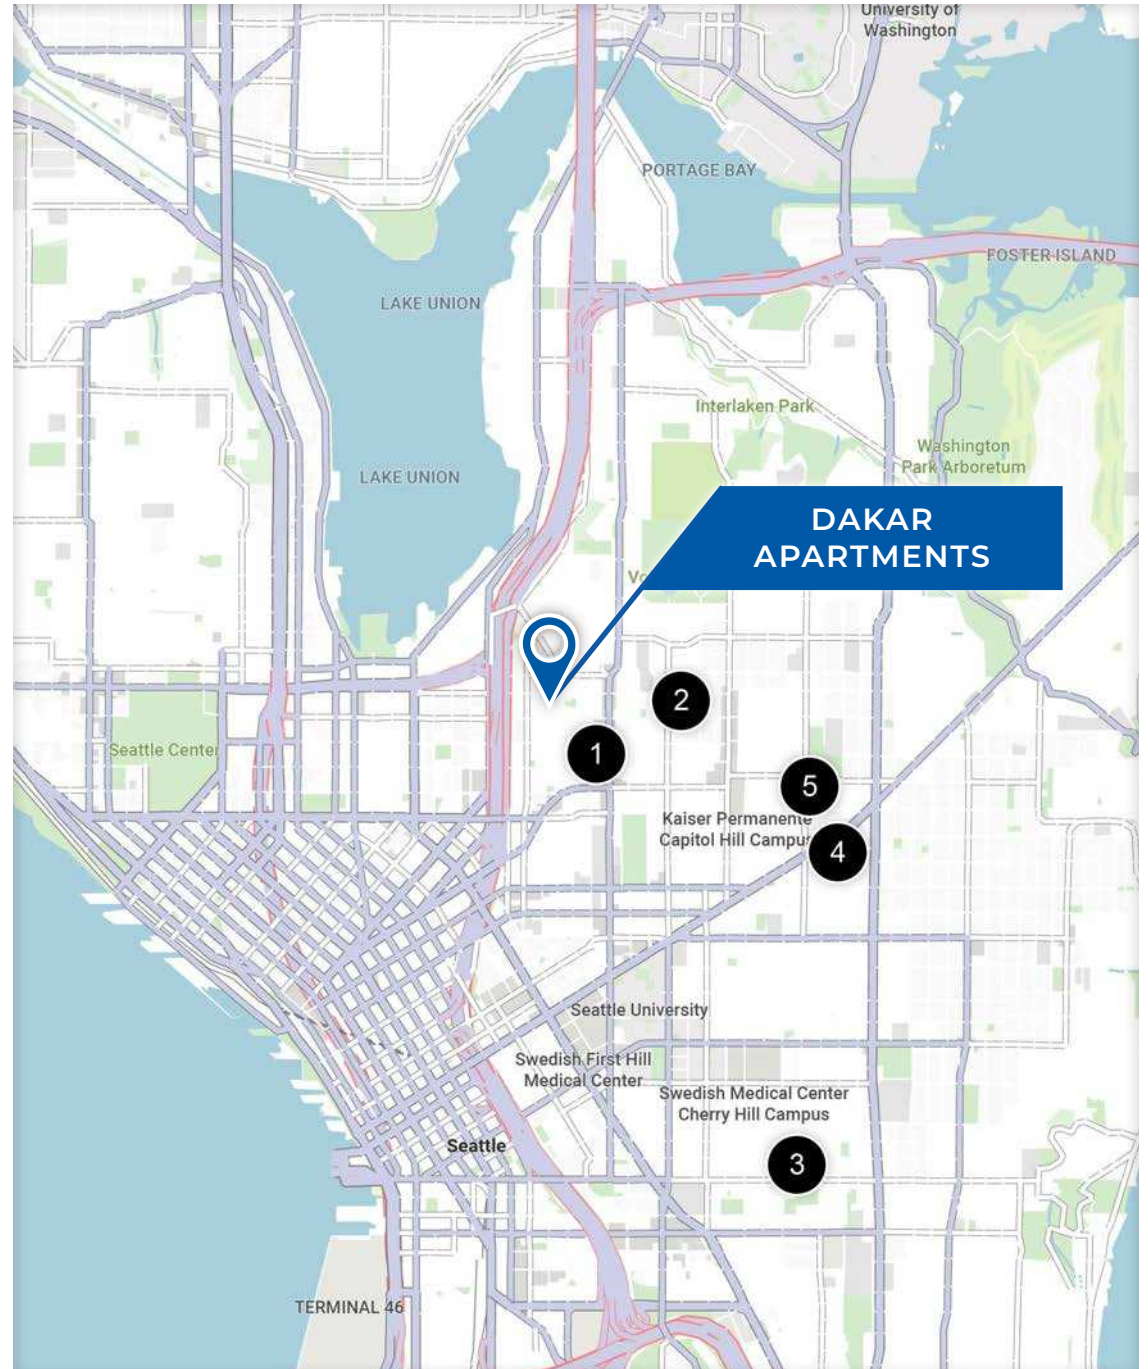 University of
Washington
PORTAGE BAY
FOSTER ISLAND
LAKE UNION
Interlaken Park
Washington
Park Arboretum
LAKE UNION
DAKAR
APARTMENTS
2
1
Seattle Center
5
Kaiser Permanente
Capitol Hill Campus
4
Seattle University
Swedish First Hill
Medical Center
Swedish Medical Center
Cherry Hill Campus
Seattle
3
TERMINAL 46